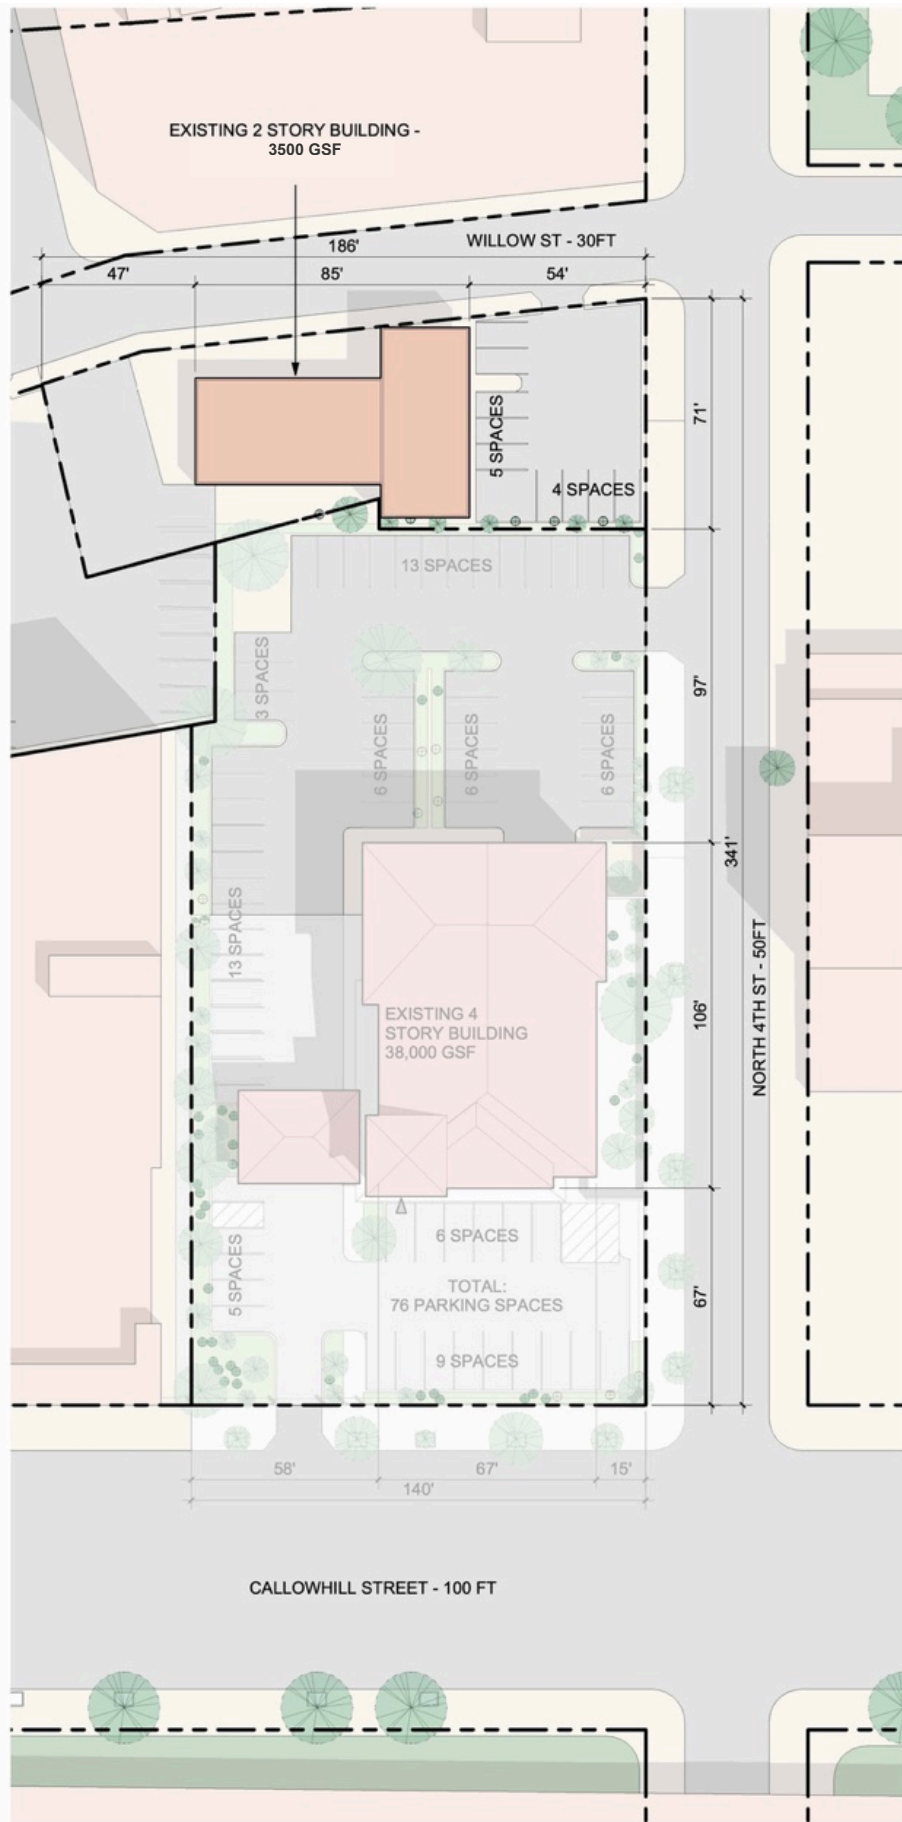 EXISTING 2 STORY BUILDING -
3500 GSF
186'
WILLOW ST - 30FT
47'
85'
54'
5 SPACES
71'
4 SPACES
13 SPACES
3 SPACES
6 SPACES
6 SPACES
6 SPACES
97'
341'
13 SPACES
NORTH 4TH ST - 50FT
EXISTING 4
STORY BUILDING
38,000 GSF
106'
5 SPACES
6 SPACES
TOTAL:
76 PARKING SPACES
67'
9 SPACES
58'
67'
15'
140'
CALLOWHILL STREET - 100 FT